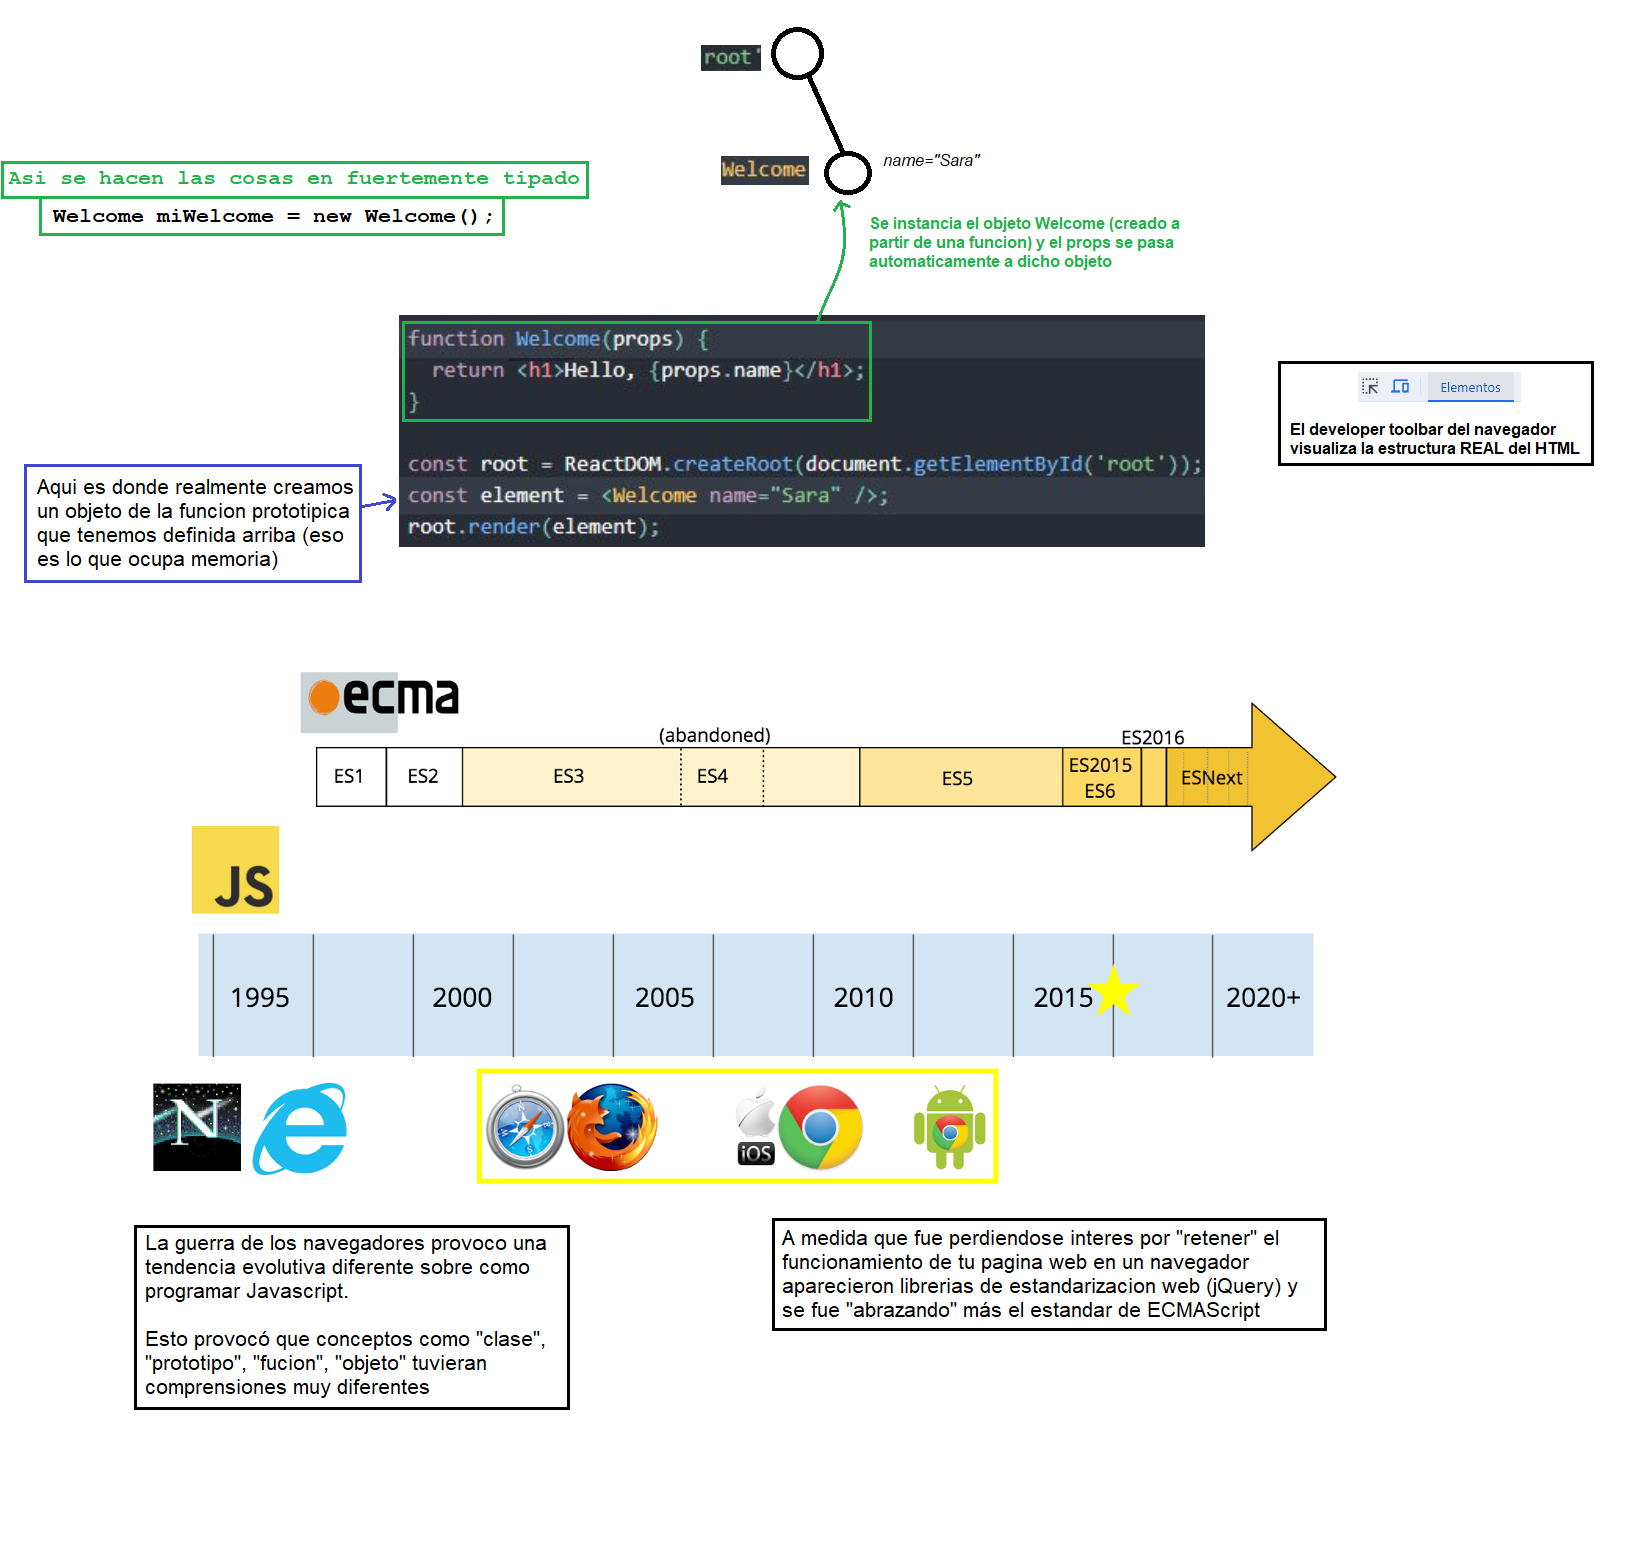 root'
Welcome
name="Sara"
Asi se hacen las cosas en fuertemente tipado
Welcome miWelcome = new Welcome();
Se instancia el objeto Welcome (creado a
partir de una funcion) y el props se pasa
automaticamente a dicho objeto
function Welcome(props) {
  return <h1>Hello, {props.name}</h1>;
}
const root = ReactDOM.createRoot(document.getElementById('root'));
const element = <Welcome name="Sara" />;
root.render(element);
Elementos
El developer toolbar del navegador
visualiza la estructura REAL del HTML
Aqui es donde realmente creamos
un objeto de la funcion prototipica
que tenemos definida arriba (eso
es lo que ocupa memoria)
ecma
(abandoned)
ES2016
ES1 ES2 ES3 ES4 ES5 ES2015 ESNext
ES6
JS
1995 2000 2005 2010 2015 2020+
N
iOS
La guerra de los navegadores provoco una
tendencia evolutiva diferente sobre como
programar Javascript.
Esto provocó que conceptos como "clase",
"prototipo", "fucion", "objeto" tuvieran
comprensiones muy diferentes
A medida que fue perdiendose interes por "retener" el
funcionamiento de tu pagina web en un navegador
aparecieron librerias de estandarizacion web (jQuery) y
se fue "abrazando" más el estandar de ECMAScript